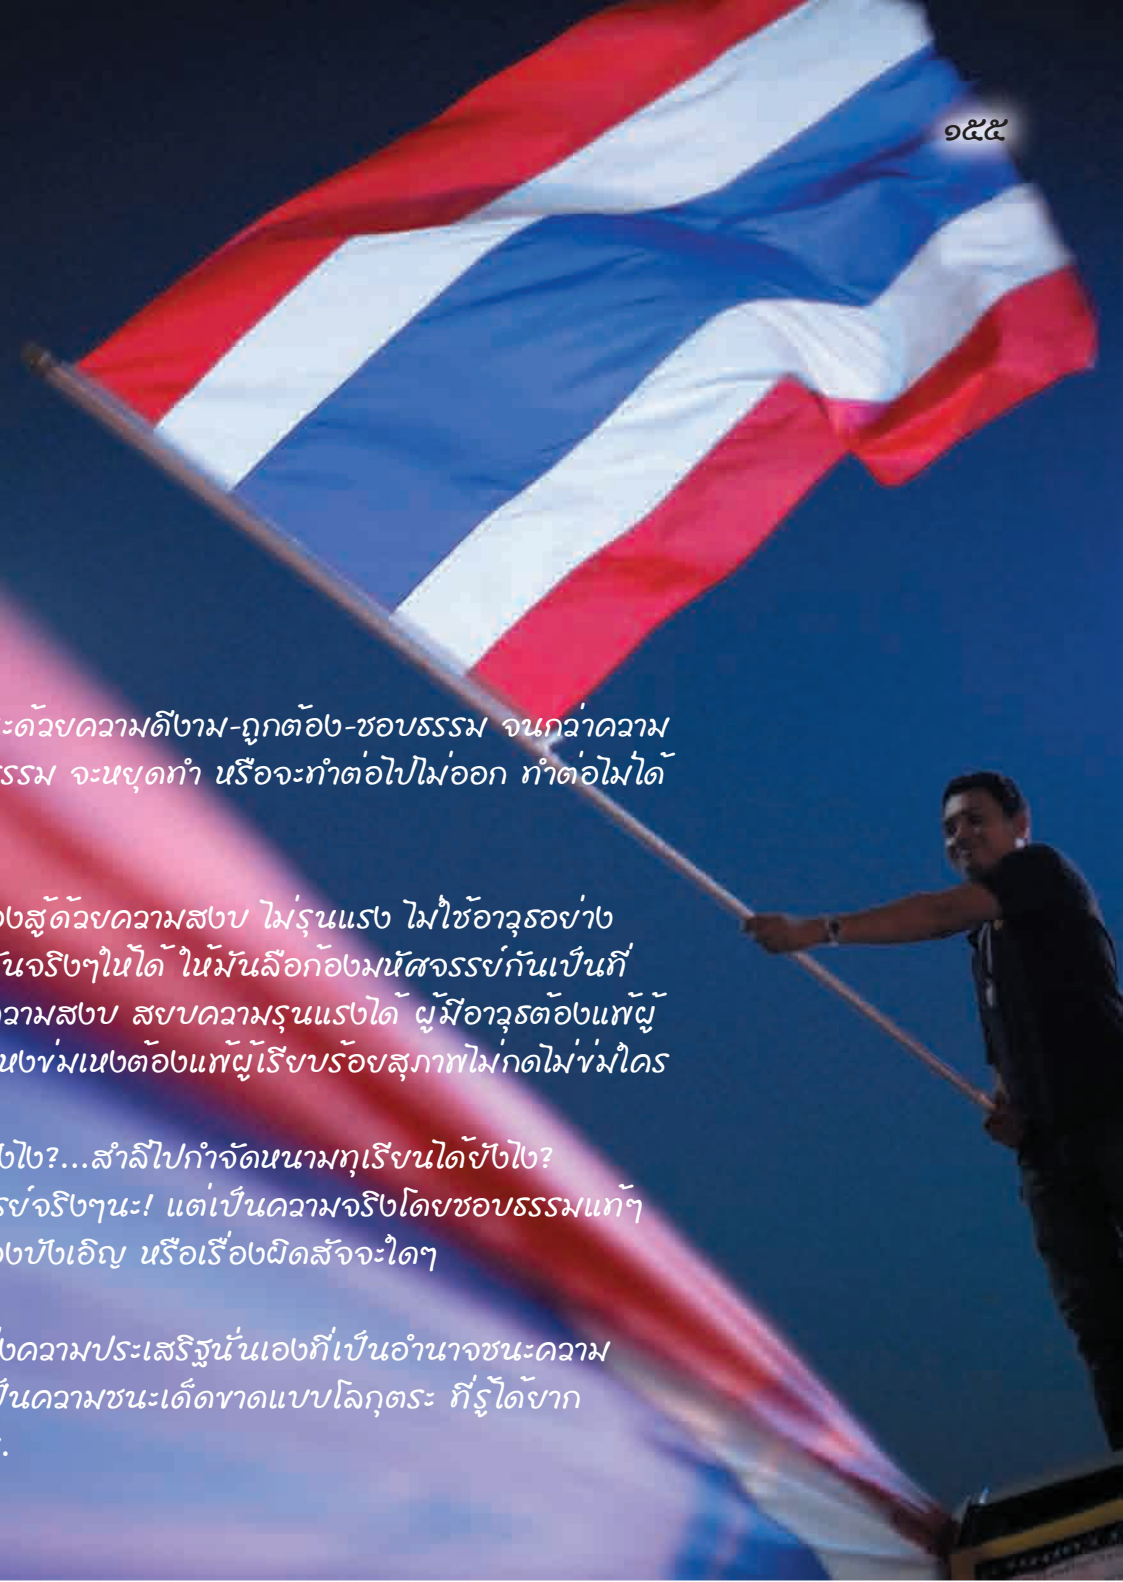 ๑๕๕
ะด้วยความดีงาม-ถูกต้อง-ชอบธรรม จนกว่าความ
รรม จะหยุดทำ หรือจะทำต่อไปไม่ออก ทำต่อไม่ได้
องสู้ด้วยความสงบ ไม่รุนแรง ไม่ใช้อาวุธอย่าง
ันจริงๆให้ได้ ให้มันลือก้องมหัศจรรย์กันเป็นที่
วามสงบ สยบความรุนแรงได้ ผู้มีอาวุธต้องแพ้ผู้
หงข่มเหงต้องแพ้ผู้เรียบร้อยสุภาพไม่กดไม่ข่มใคร
ังไง?...สำลีไปกำจัดหนามทุเรียนได้ยังไง?
รย์จริงๆนะ! แต่เป็นความจริงโดยชอบธรรมแท้ๆ
องบังเอิญ หรือเรื่องผิดสัจจะใดๆ
่งความประเสริฐนั่นเองที่เป็นอำนาจชนะความ
ป็นความชนะเด็ดขาดแบบโลกุตระ ที่รู้ได้ยาก